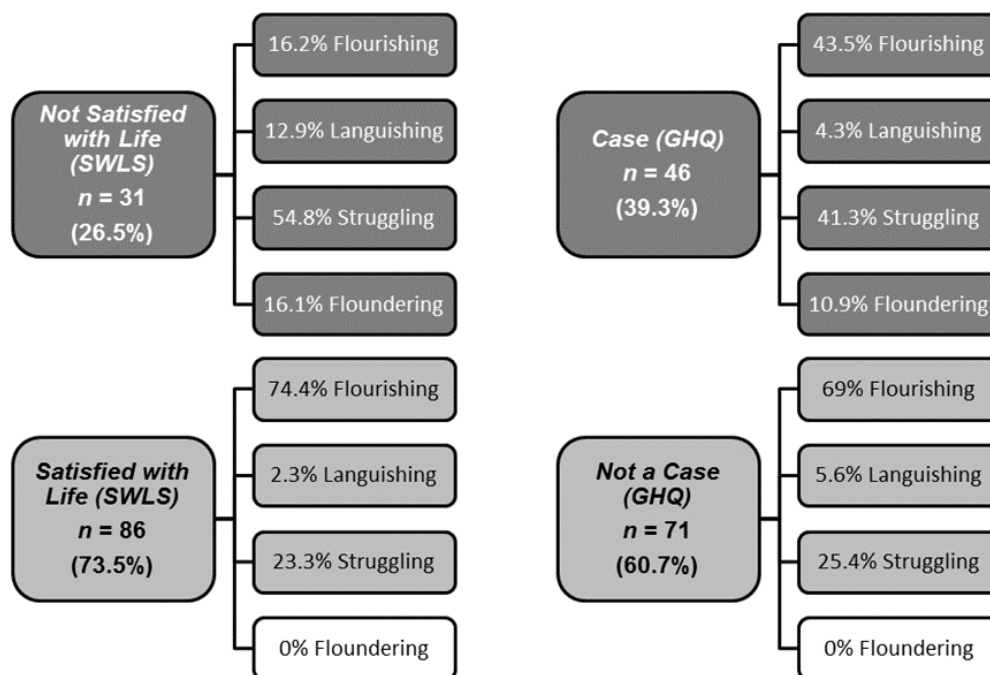 Not Satisfied
with Life
(SWLS)
n = 31
(26.5%)
16.2% Flourishing
12.9% Languishing
54.8% Struggling
16.1% Floundering
Case (GHQ)
n = 46
(39.3%)
43.5% Flourishing
4.3% Languishing
41.3% Struggling
10.9% Floundering
Satisfied with
Life (SWLS)
n = 86
(73.5%)
74.4% Flourishing
2.3% Languishing
23.3% Struggling
0% Floundering
Not a Case
(GHQ)
n = 71
(60.7%)
69% Flourishing
5.6% Languishing
25.4% Struggling
0% Floundering